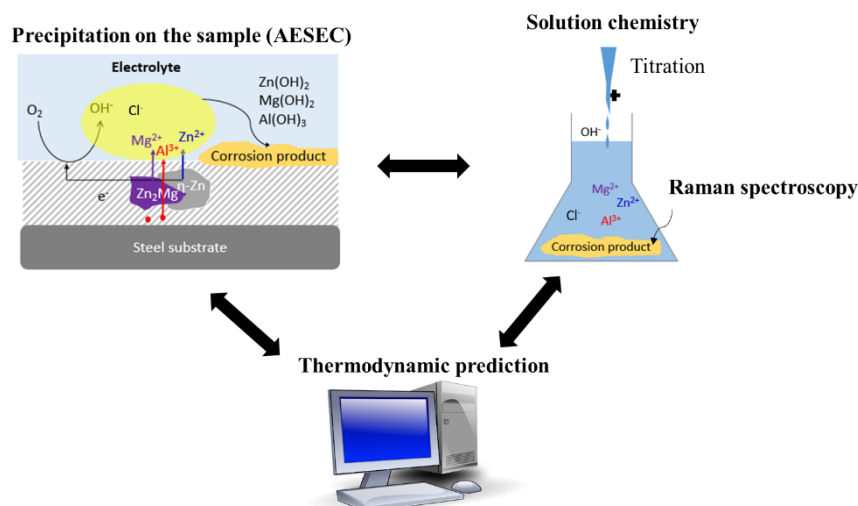 Precipitation on the sample (AESEC)
Electrolyte
O₂
OH⁻
Cl⁻
Mg²⁺
Al³⁺
Zn²⁺
Zn(OH)₂
Mg(OH)₂
Al(OH)₃
Corrosion product
e⁻
Zn₂Mg
η-Zn
Steel substrate
Solution chemistry
Titration
OH⁻
Mg²⁺
Zn²⁺
Cl⁻
Al³⁺
Corrosion product
Raman spectroscopy
Thermodynamic prediction